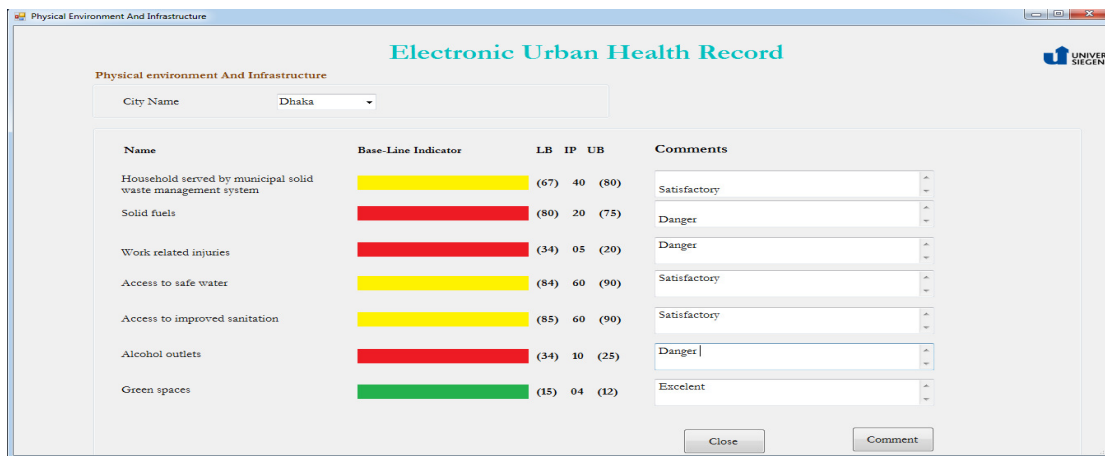 Physical Environment And Infrastructure
Electronic Urban Health Record
UNIVER
SIEGEN
Physical environment And Infrastructure
City Name Dhaka
Name Base-Line Indicator LB IP UB Comments
Household served by municipal solid
waste management system (67) 40 (80) Satisfactory
Solid fuels (80) 20 (75) Danger
Work related injuries (34) 05 (20) Danger
Access to safe water (84) 60 (90) Satisfactory
Access to improved sanitation (85) 60 (90) Satisfactory
Alcohol outlets (34) 10 (25) Danger
Green spaces (15) 04 (12) Excelent
Close Comment